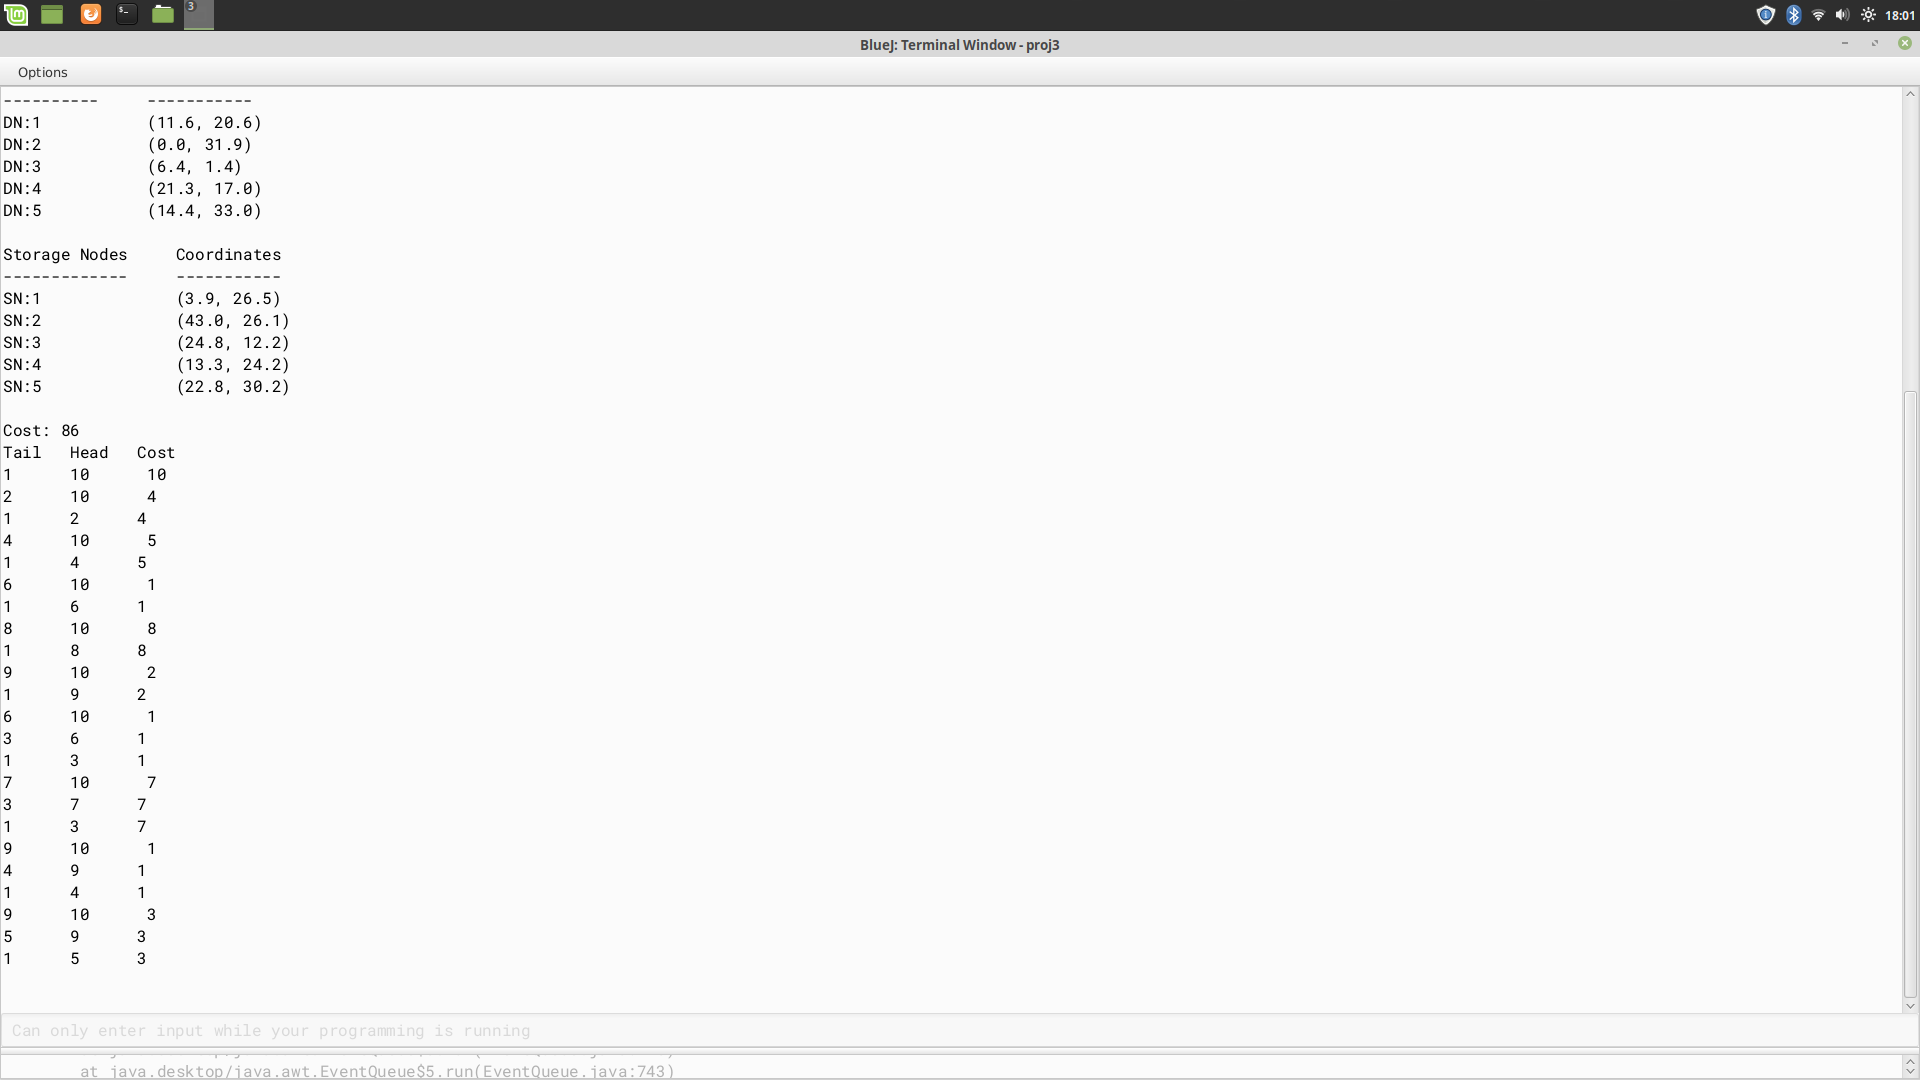 3
18:01
BlueJ: Terminal Window - proj3
Options
---------- -----------
DN:1 (11.6, 20.6)
DN:2 (0.0, 31.9)
DN:3 (6.4, 1.4)
DN:4 (21.3, 17.0)
DN:5 (14.4, 33.0)
Storage Nodes Coordinates
------------- -----------
SN:1 (3.9, 26.5)
SN:2 (43.0, 26.1)
SN:3 (24.8, 12.2)
SN:4 (13.3, 24.2)
SN:5 (22.8, 30.2)
Cost: 86
Tail Head Cost
1 10 10
2 10 4
1 2 4
4 10 5
1 4 5
6 10 1
1 6 1
8 10 8
1 8 8
9 10 2
1 9 2
6 10 1
3 6 1
1 3 1
7 10 7
3 7 7
1 3 7
9 10 1
4 9 1
1 4 1
9 10 3
5 9 3
1 5 3
Can only enter input while your programming is running
at java.desktop/java.awt.EventQueue$5.run(EventQueue.java:743)